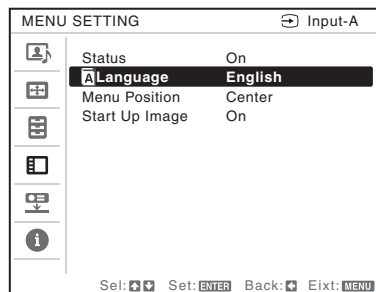 MENU SETTING Input-A
Status On
A Language English
Menu Position Center
Start Up Image On
i
Sel: Set: ENTER Back: Eixt: MENU